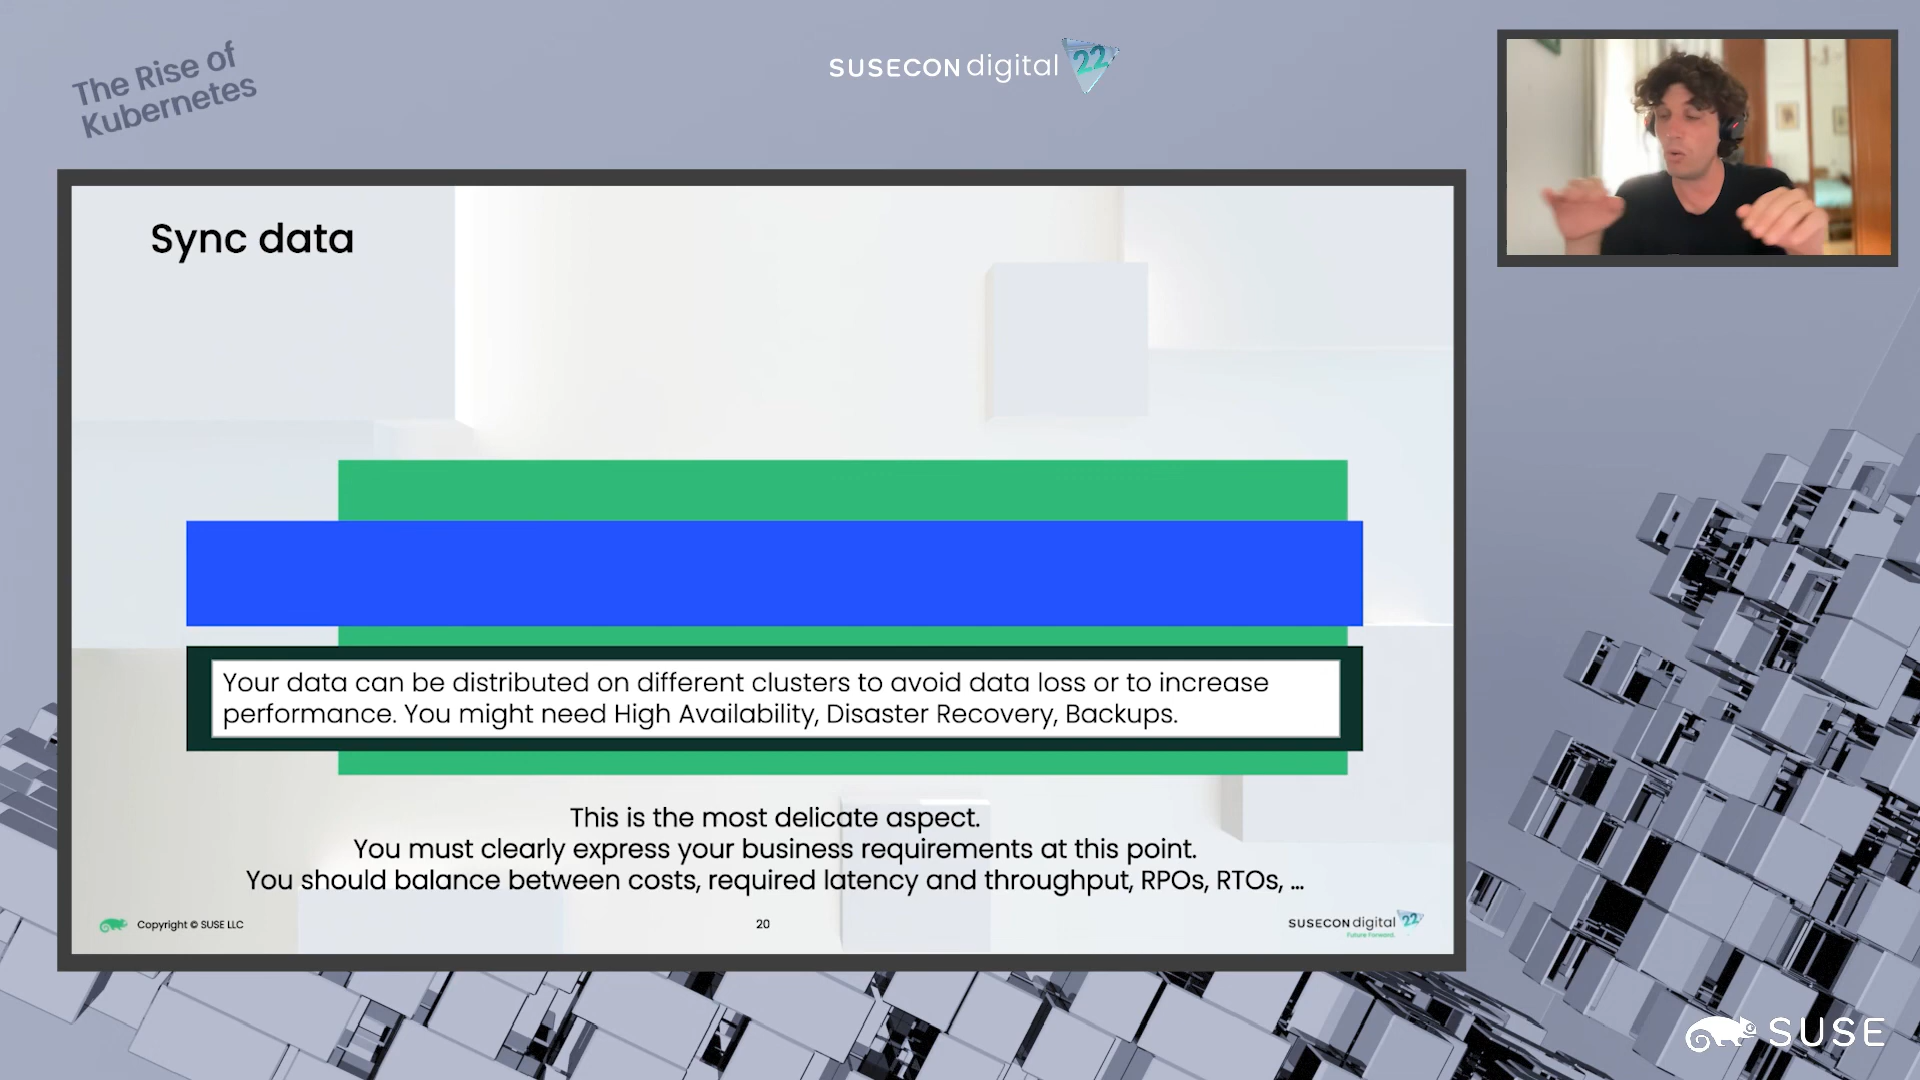 The Rise of
Kubernetes
SUSECON digital 22
Sync data
Your data can be distributed on different clusters to avoid data loss or to increase
performance. You might need High Availability, Disaster Recovery, Backups.
This is the most delicate aspect.
You must clearly express your business requirements at this point.
You should balance between costs, required latency and throughput, RPOs, RTOs, ...
Copyright © SUSE LLC
20
SUSECON digital 22
Future Forward.
SUSE